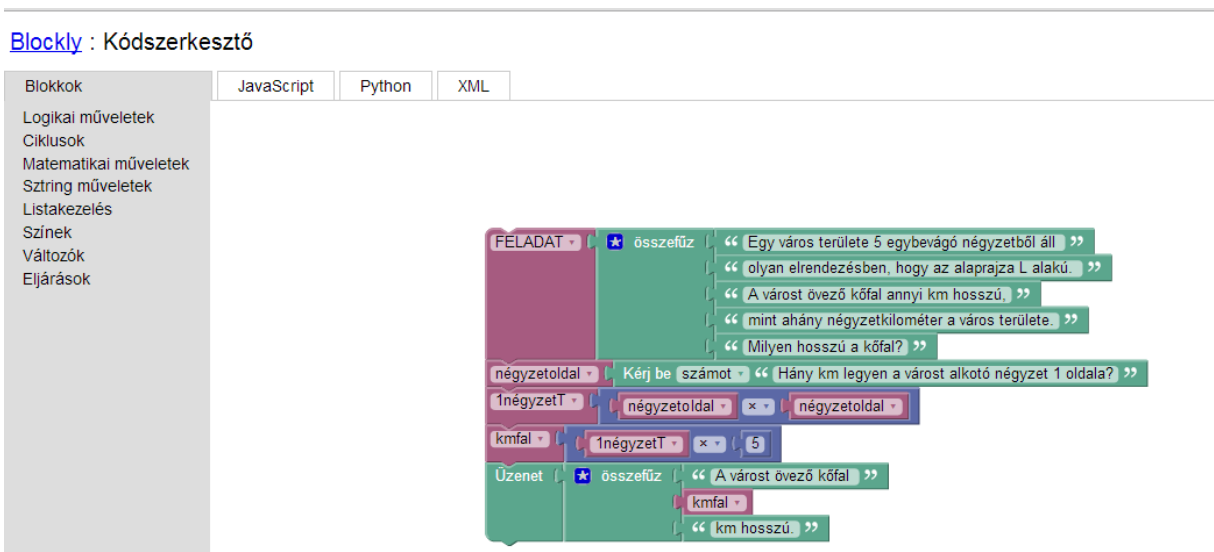 Blockly : Kódszerkesztő
Blokkok JavaScript Python XML
Logikai műveletek
Ciklusok
Matematikai műveletek
Sztring műveletek
Listakezelés
Színek
Változók
Eljárások
FELADAT összefűz “ Egy város területe 5 egybevágó négyzetből áll ”
“ olyan elrendezésben, hogy az alaprajza L alakú. ”
“ A várost övező kőfal annyi km hosszú, ”
“ mint ahány négyzetkilométer a város területe. ”
“ Milyen hosszú a kőfal? ”
négyzetoldal Kérj be számot “ Hány km legyen a várost alkotó négyzet 1 oldala? ”
1négyzetT négyzetoldal × négyzetoldal
kmfal 1négyzetT × 5
Üzenet összefűz “ A várost övező kőfal ”
kmfal
“ km hosszú. ”